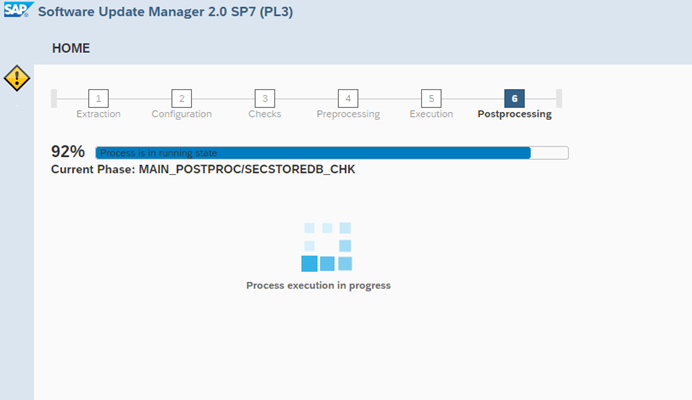 SAP Software Update Manager 2.0 SP7 (PL3)
HOME
1 2 3 4 5 6
Extraction Configuration Checks Preprocessing Execution Postprocessing
92% Process is in running state
Current Phase: MAIN_POSTPROC/SECSTOREDB_CHK
Process execution in progress